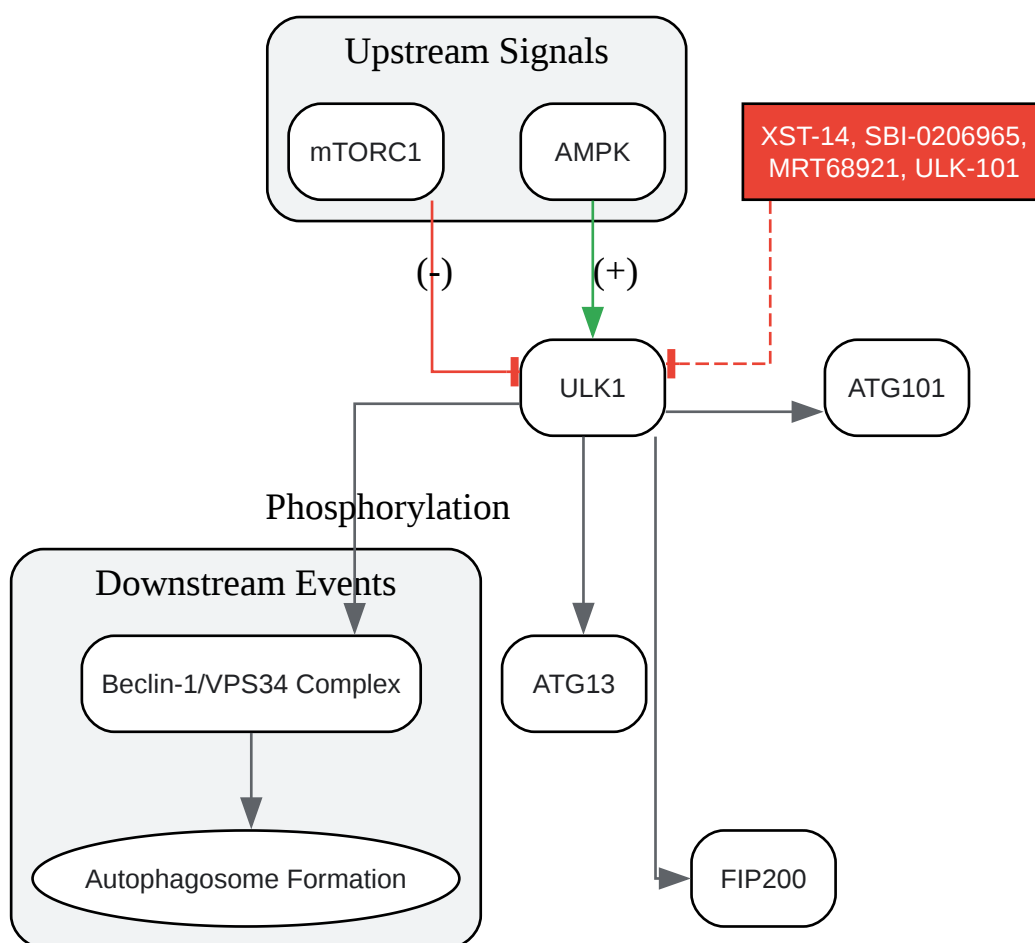 Upstream Signals
mTORC1
AMPK
XST-14, SBI-0206965,
MRT68921, ULK-101
(-)
(+)
ULK1
ATG101
Phosphorylation
Downstream Events
Beclin-1/VPS34 Complex
ATG13
Autophagosome Formation
FIP200